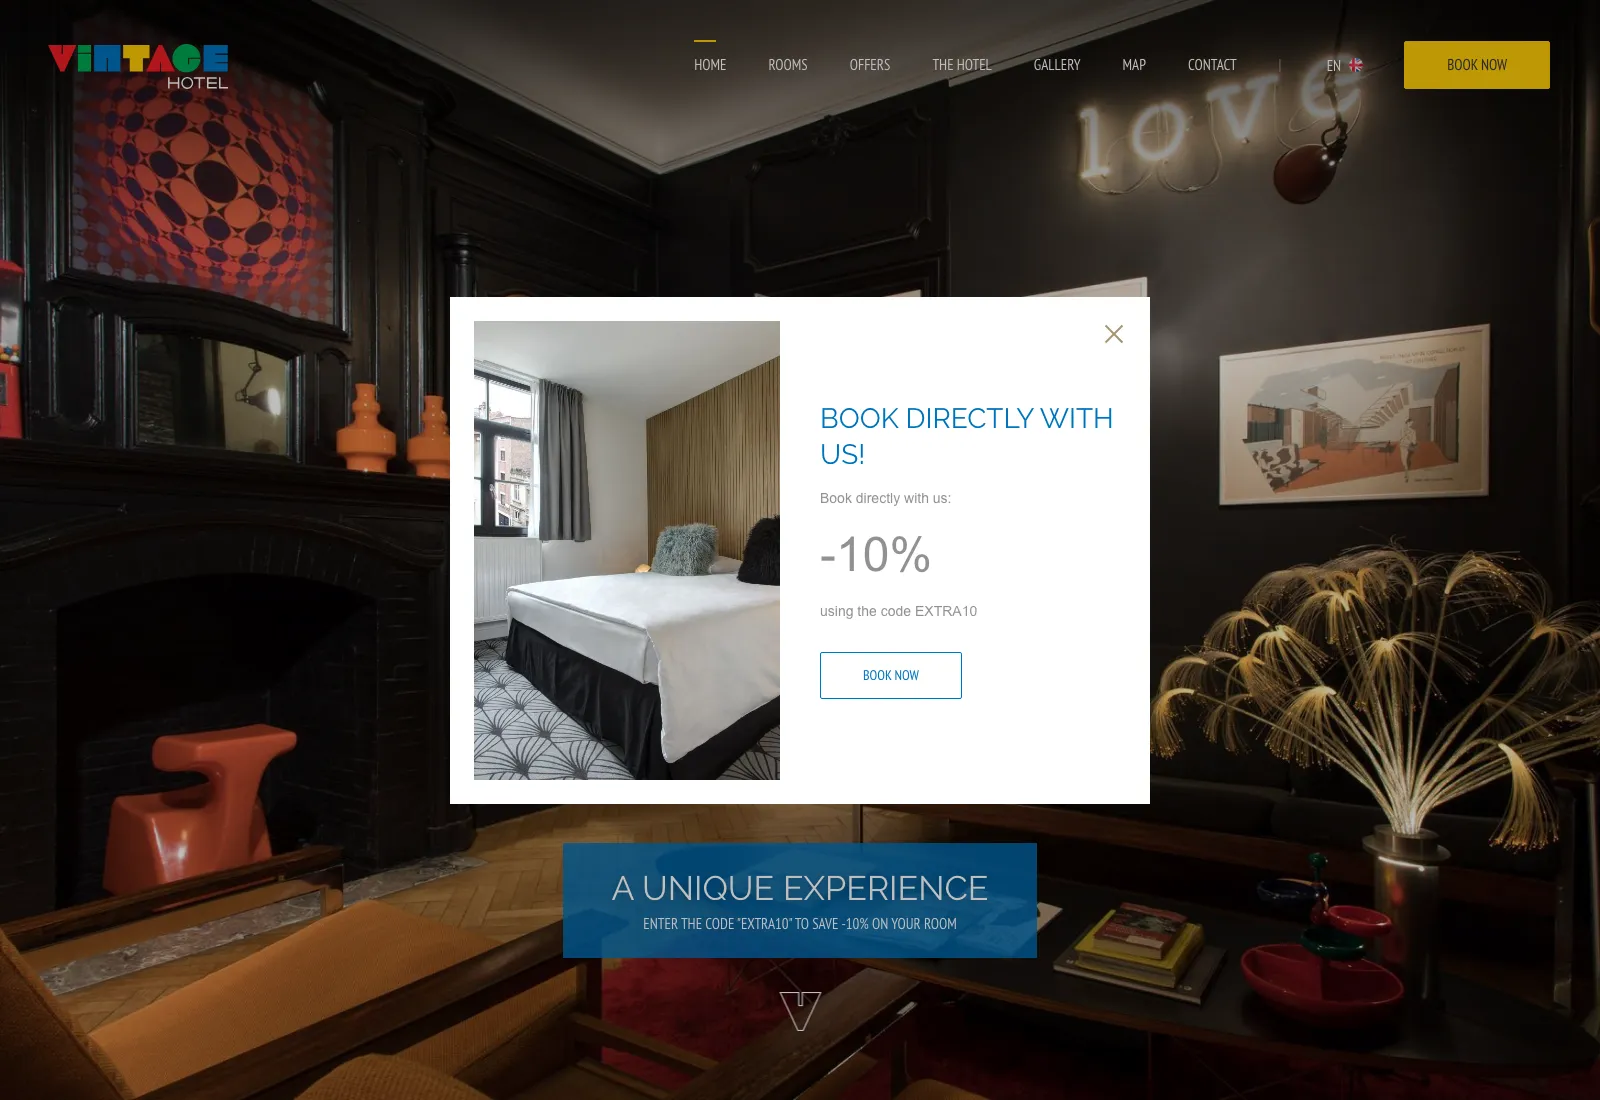 VINTAGE
HOTEL
HOME
ROOMS
OFFERS
THE HOTEL
GALLERY
MAP
CONTACT
|
EN
BOOK NOW
love
BOOK DIRECTLY WITH
US!
Book directly with us:
-10%
using the code EXTRA10
BOOK NOW
A UNIQUE EXPERIENCE
ENTER THE CODE "EXTRA10" TO SAVE -10% ON YOUR ROOM